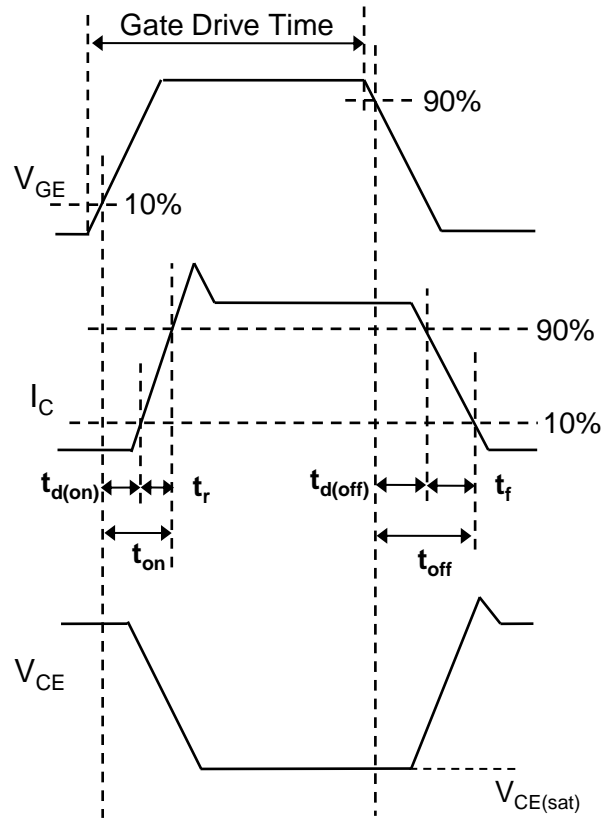 Gate Drive Time
90%
V_GE
10%
90%
I_C
10%
t_d(on)
t_r
t_d(off)
t_f
t_on
t_off
V_CE
V_CE(sat)